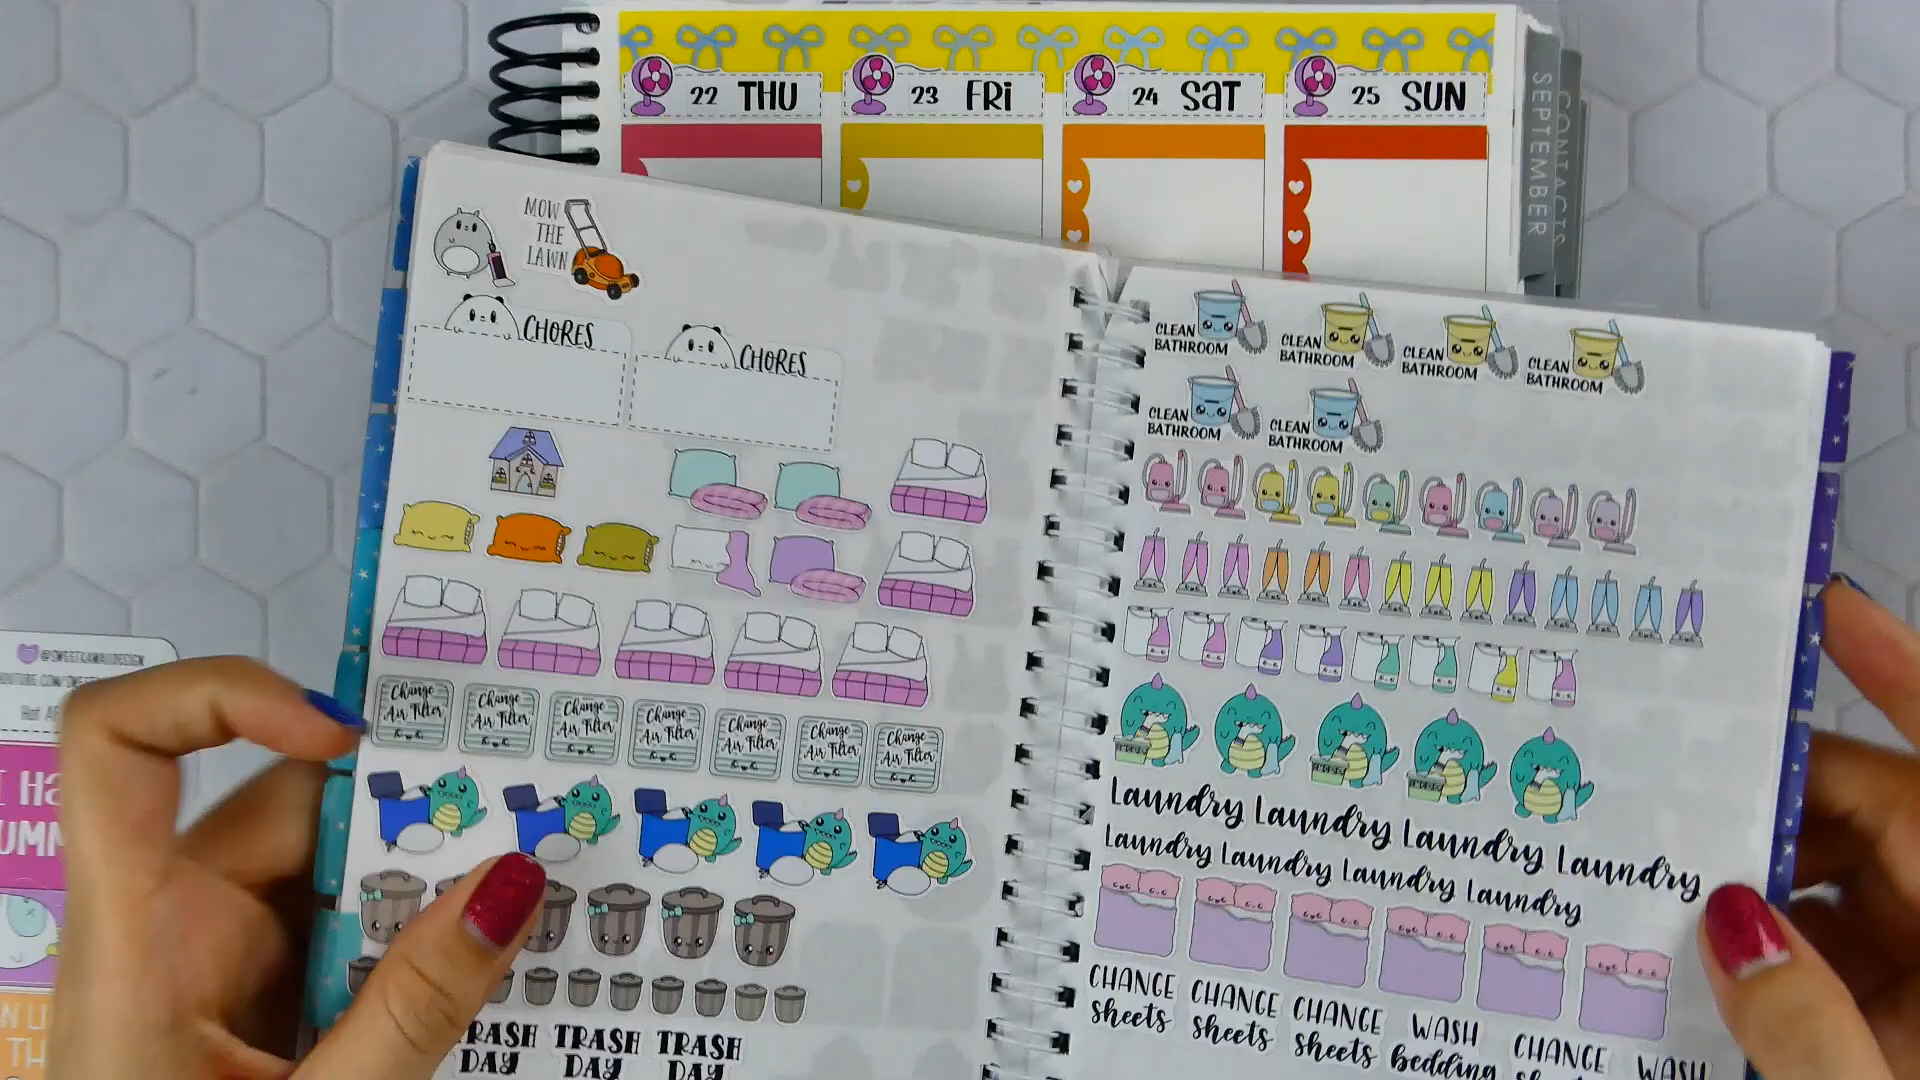 22 THU
23 FRi
24 SaT
25 SUN
SEPTEMBER
CONTACTS
MOW
THE
LAWN
CHORES
CHORES
Change
Air Filter
Change
Air Filter
Change
Air Filter
Change
Air Filter
Change
Air Filter
Change
Air Filter
Change
Air Filter
TRASH
DAY
TRASH
DAY
TRASH
DAY
CLEAN
BATHROOM
CLEAN
BATHROOM
CLEAN
BATHROOM
CLEAN
BATHROOM
CLEAN
BATHROOM
CLEAN
BATHROOM
Laundry Laundry Laundry Laundry
Laundry Laundry Laundry Laundry
CHANGE
sheets
CHANGE
sheets
CHANGE
sheets
WASH
bedding
CHANGE
WASH
@SWEETKAWAIIDESIGN